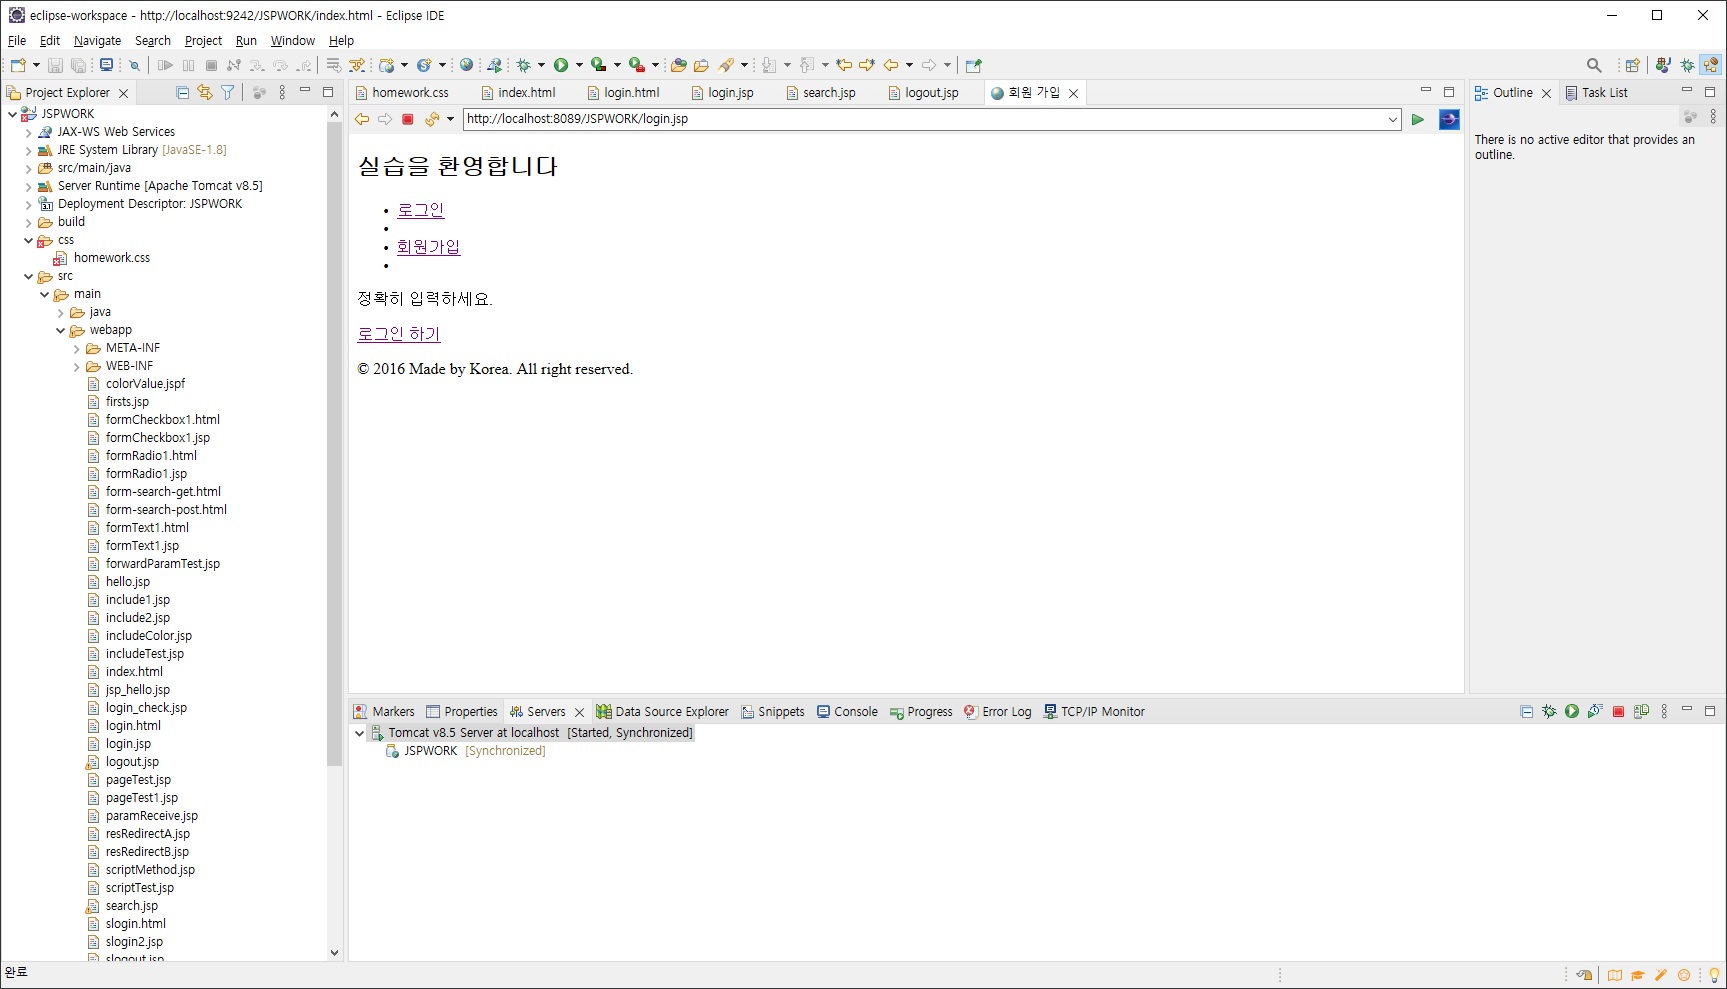 eclipse-workspace - http://localhost:9242/JSPWORK/index.html - Eclipse IDE
File Edit Navigate Search Project Run Window Help
Project Explorer
JSPWORK
JAX-WS Web Services
JRE System Library [JavaSE-1.8]
src/main/java
Server Runtime [Apache Tomcat v8.5]
Deployment Descriptor: JSPWORK
build
css
homework.css
src
main
java
webapp
META-INF
WEB-INF
colorValue.jspf
firsts.jsp
formCheckbox1.html
formCheckbox1.jsp
formRadio1.html
formRadio1.jsp
form-search-get.html
form-search-post.html
formText1.html
formText1.jsp
forwardParamTest.jsp
hello.jsp
include1.jsp
include2.jsp
includeColor.jsp
includeTest.jsp
index.html
jsp_hello.jsp
login_check.jsp
login.html
login.jsp
logout.jsp
pageTest.jsp
pageTest1.jsp
paramReceive.jsp
resRedirectA.jsp
resRedirectB.jsp
scriptMethod.jsp
scriptTest.jsp
search.jsp
slogin.html
slogin2.jsp
slogout.jsp
homework.css index.html login.html login.jsp search.jsp logout.jsp 회원 가입
http://localhost:8089/JSPWORK/login.jsp
실습을 환영합니다
로그인
회원가입
정확히 입력하세요.
로그인 하기
© 2016 Made by Korea. All right reserved.
Outline Task List
There is no active editor that provides an
outline.
Markers Properties Servers Data Source Explorer Snippets Console Progress Error Log TCP/IP Monitor
Tomcat v8.5 Server at localhost [Started, Synchronized]
JSPWORK [Synchronized]
완료